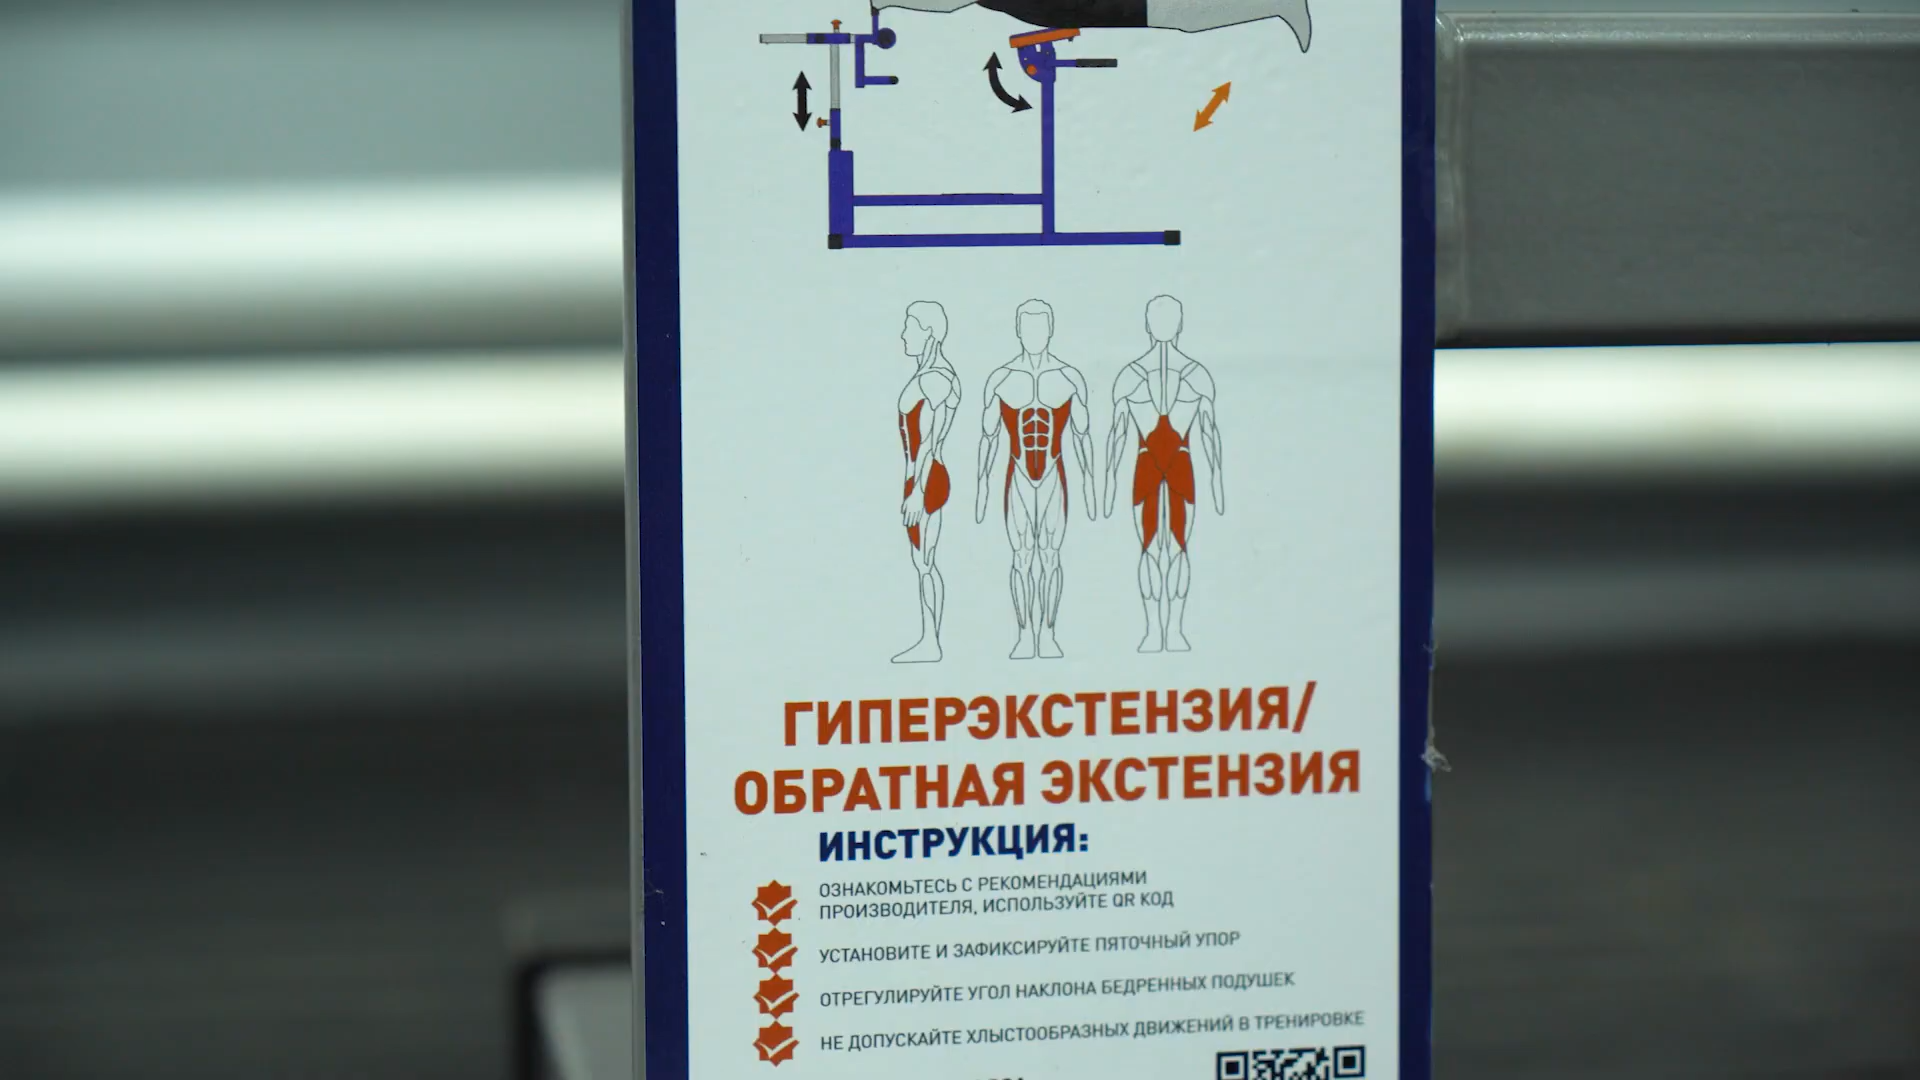 ГИПЕРЭКСТЕНЗИЯ/
ОБРАТНАЯ ЭКСТЕНЗИЯ
ИНСТРУКЦИЯ:
ОЗНАКОМЬТЕСЬ С РЕКОМЕНДАЦИЯМИ
ПРОИЗВОДИТЕЛЯ, ИСПОЛЬЗУЙТЕ QR КОД
УСТАНОВИТЕ И ЗАФИКСИРУЙТЕ ПЯТОЧНЫЙ УПОР
ОТРЕГУЛИРУЙТЕ УГОЛ НАКЛОНА БЕДРЕННЫХ ПОДУШЕК
НЕ ДОПУСКАЙТЕ ХЛЫСТООБРАЗНЫХ ДВИЖЕНИЙ В ТРЕНИРОВКЕ